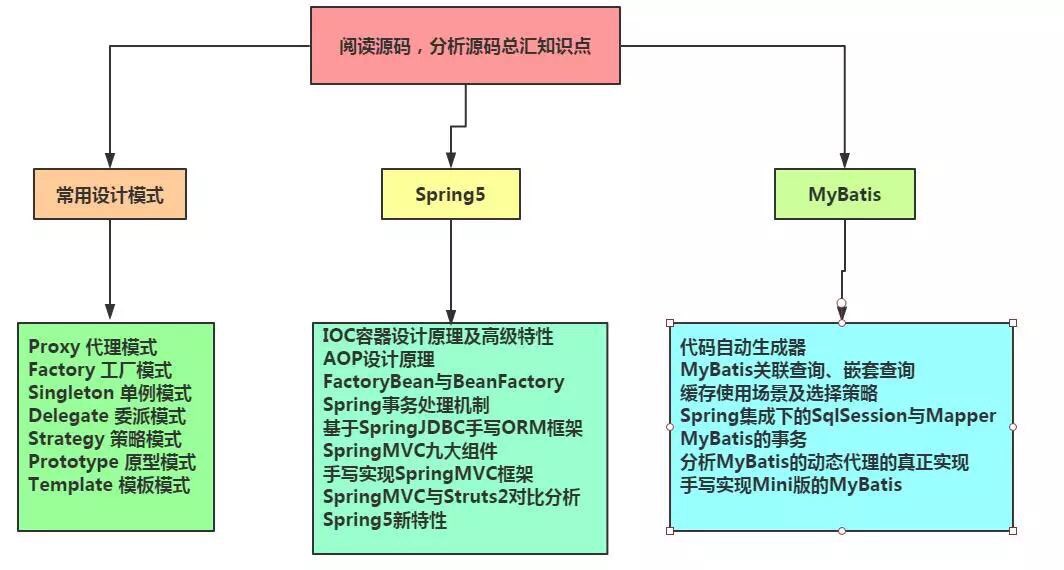 阅读源码，分析源码总汇知识点
常用设计模式
Spring5
MyBatis
Proxy 代理模式
Factory 工厂模式
Singleton 单例模式
Delegate 委派模式
Strategy 策略模式
Prototype 原型模式
Template 模板模式
IOC容器设计原理及高级特性
AOP设计原理
FactoryBean与BeanFactory
Spring事务处理机制
基于SpringJDBC手写ORM框架
SpringMVC九大组件
手写实现SpringMVC框架
SpringMVC与Struts2对比分析
Spring5新特性
代码自动生成器
MyBatis关联查询、嵌套查询
缓存使用场景及选择策略
Spring集成下的SqlSession与Mapper
MyBatis的事务
分析MyBatis的动态代理的真正实现
手写实现Mini版的MyBatis